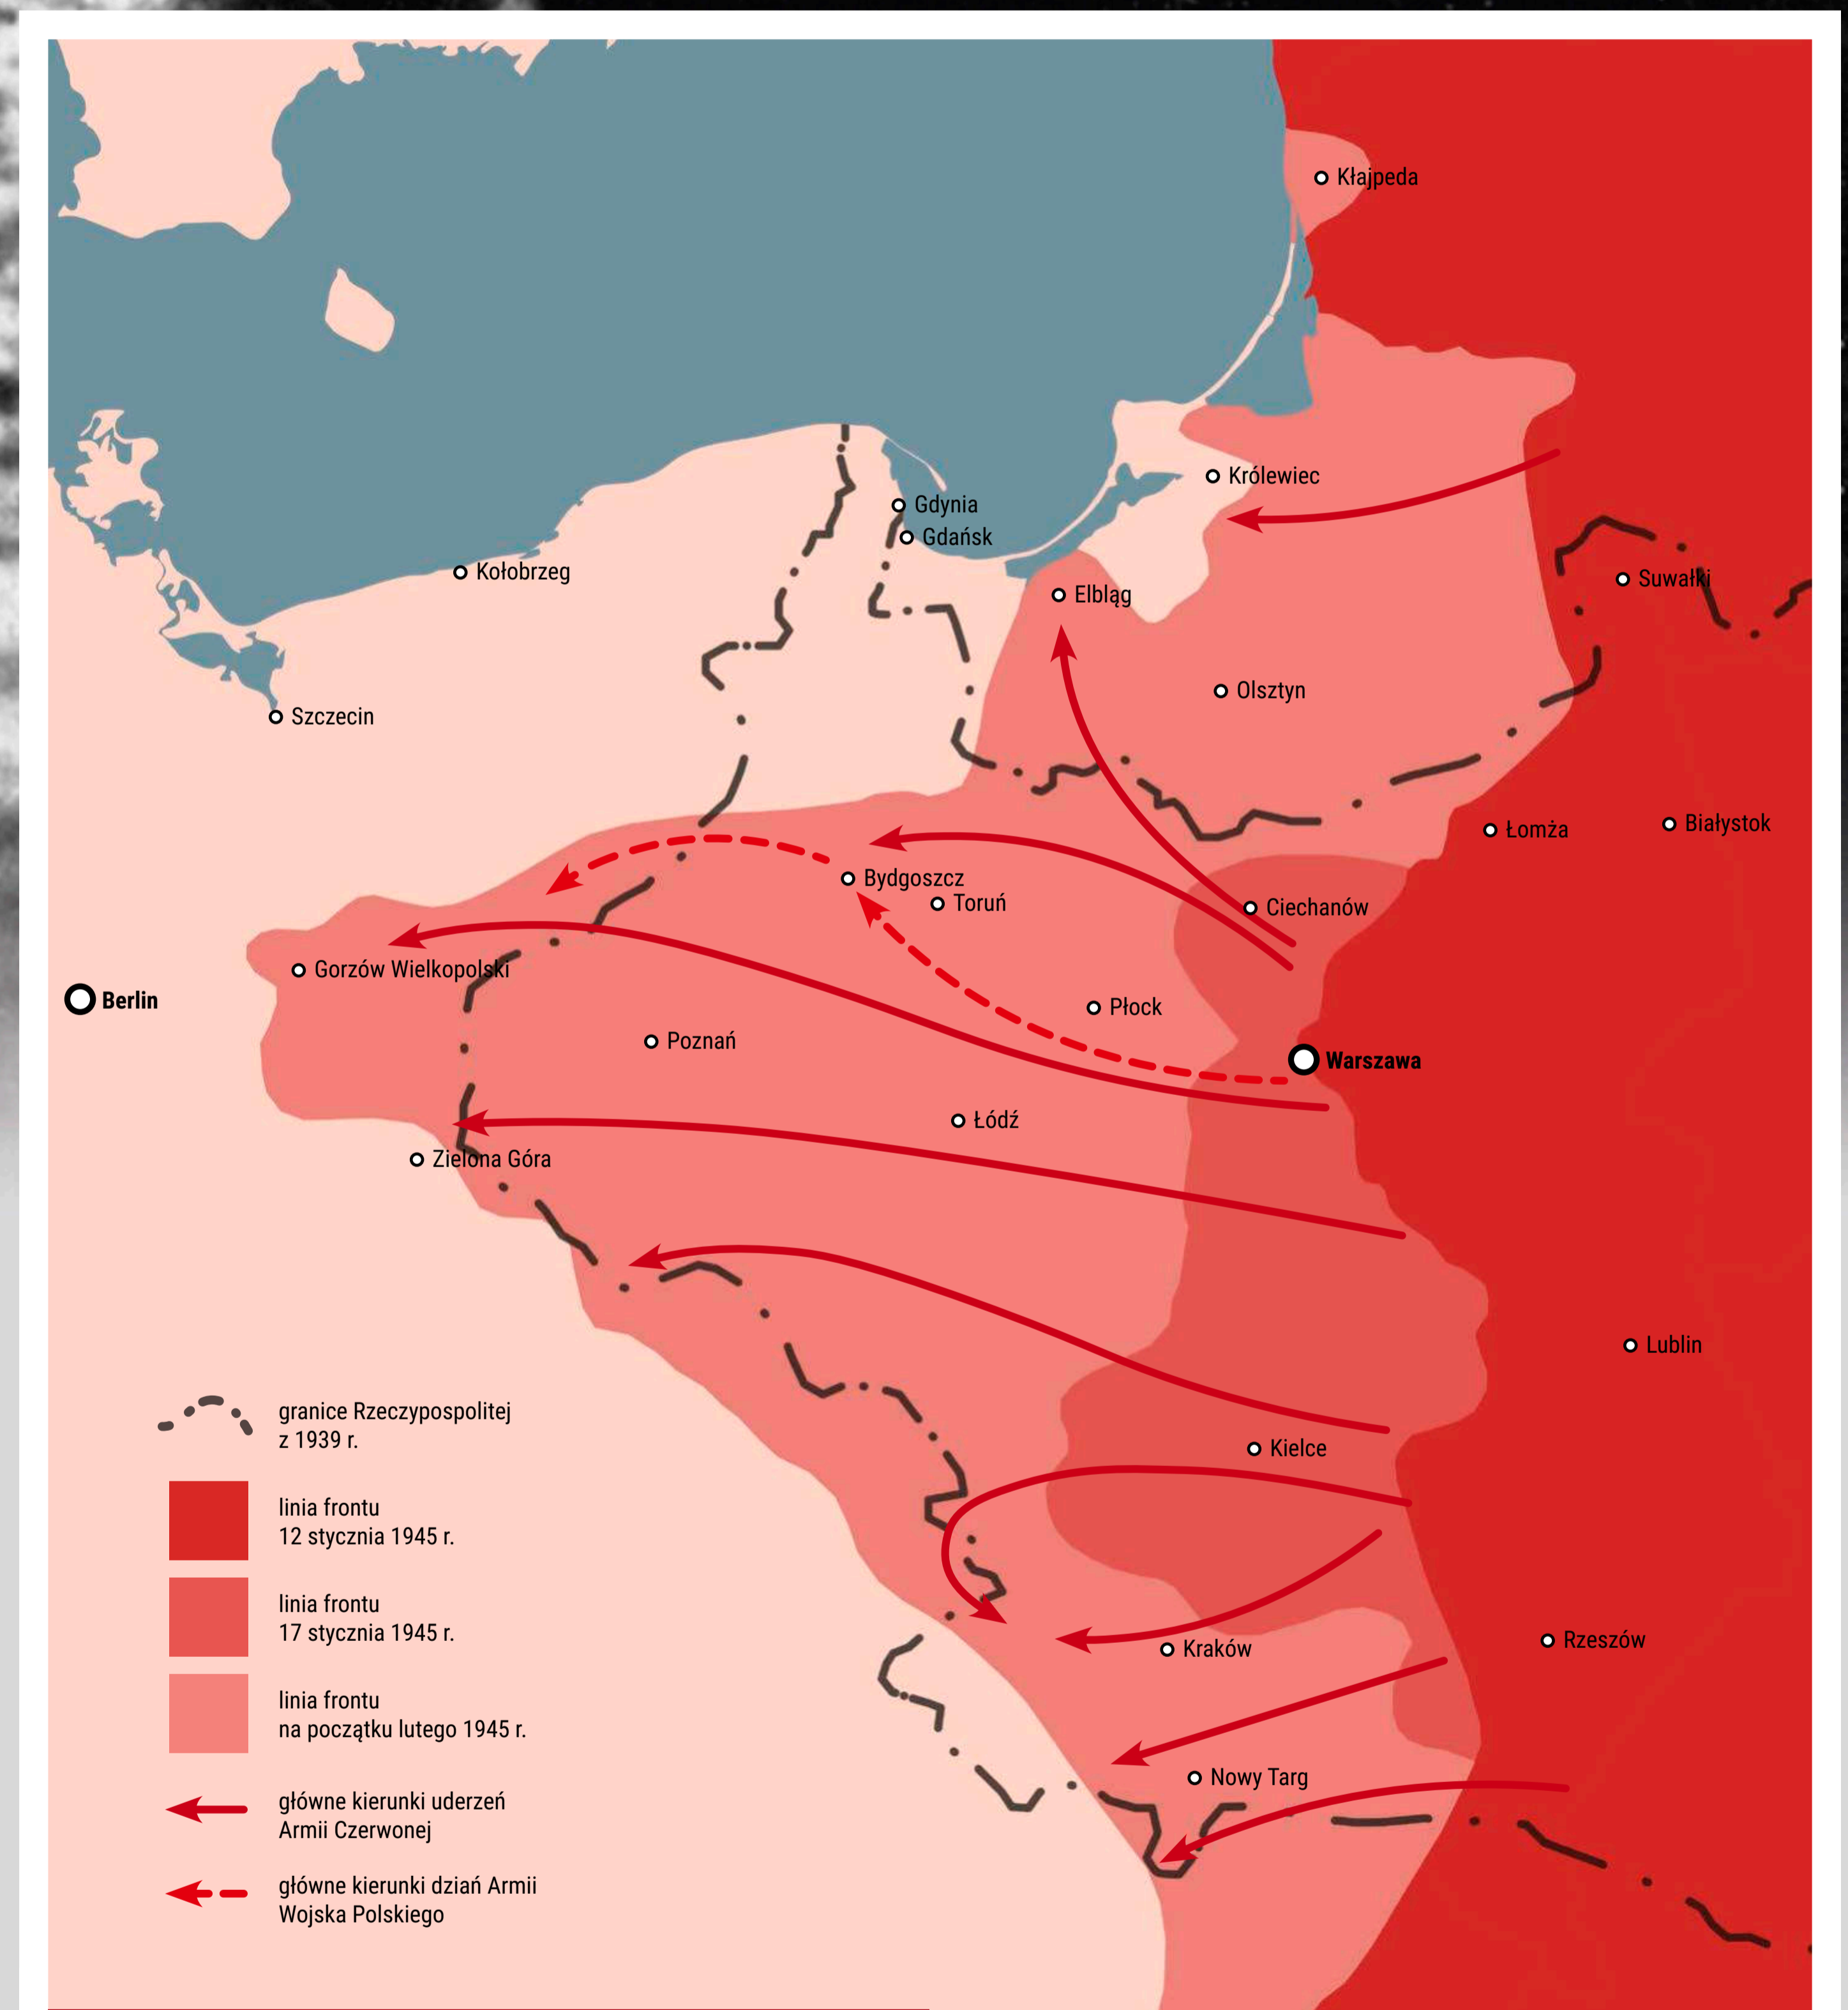 Kłajpeda
Królewiec
Gdynia
Gdańsk
Suwałki
Kołobrzeg
Elbląg
Olsztyn
Szczecin
Łomża
Białystok
Bydgoszcz
Toruń
Ciechanów
Gorzów Wielkopolski
Berlin
Płock
Poznań
Warszawa
Łódź
Zielona Góra
Lublin
Kielce
Rzeszów
Kraków
Nowy Targ
granice Rzeczypospolitej
z 1939 r.
linia frontu
12 stycznia 1945 r.
linia frontu
17 stycznia 1945 r.
linia frontu
na początku lutego 1945 r.
główne kierunki uderzeń
Armii Czerwonej
główne kierunki dziań Armii
Wojska Polskiego